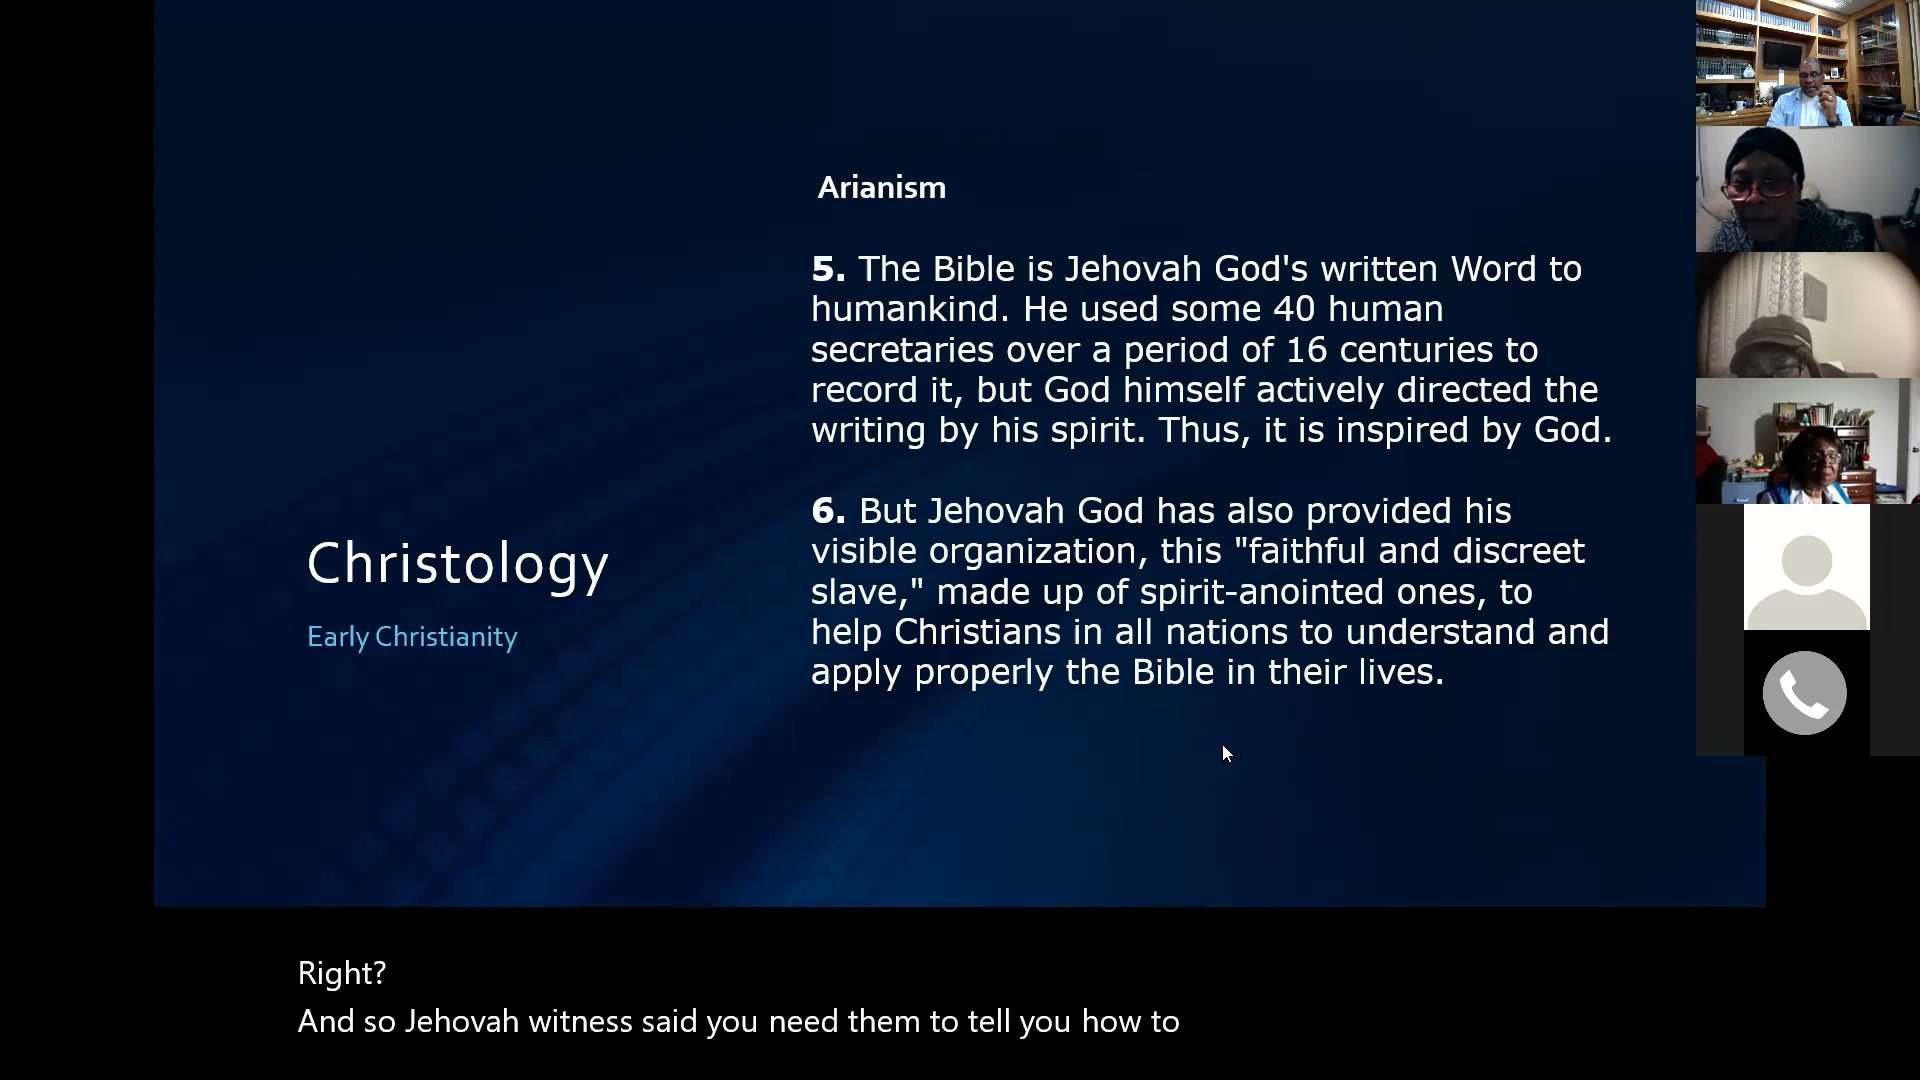 Arianism
5. The Bible is Jehovah God's written Word to
humankind. He used some 40 human
secretaries over a period of 16 centuries to
record it, but God himself actively directed the
writing by his spirit. Thus, it is inspired by God.
6. But Jehovah God has also provided his
visible organization, this "faithful and discreet
slave," made up of spirit-anointed ones, to
help Christians in all nations to understand and
apply properly the Bible in their lives.
Christology
Early Christianity
Right?
And so Jehovah witness said you need them to tell you how to